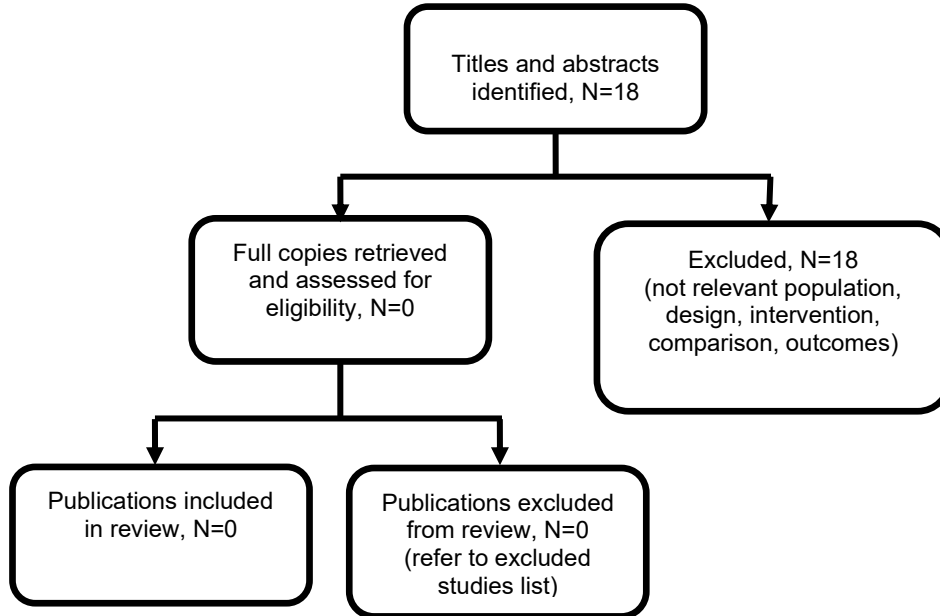 Titles and abstracts
identified, N=18
Full copies retrieved
and assessed for
eligibility, N=0
Excluded, N=18
(not relevant population,
design, intervention,
comparison, outcomes)
Publications included
in review, N=0
Publications excluded
from review, N=0
(refer to excluded
studies list)